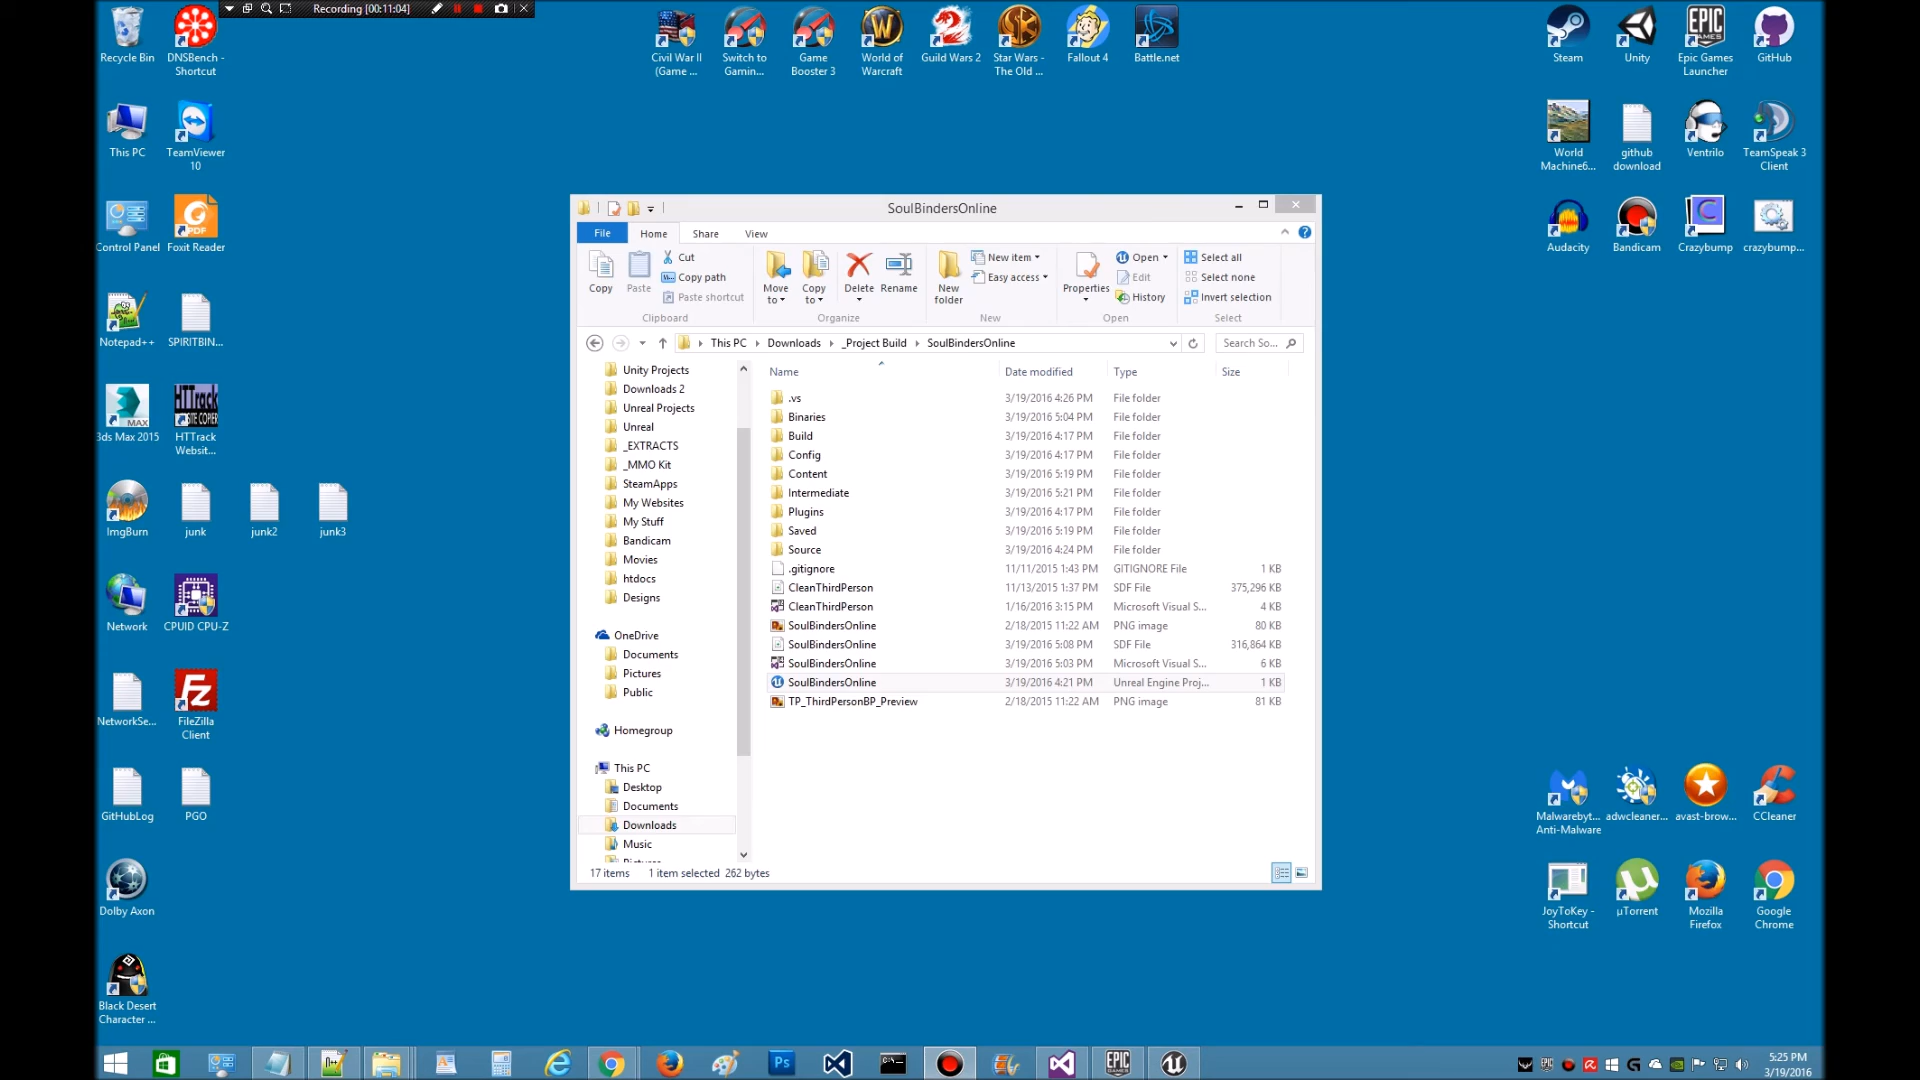 Recording [00:11:04]
Recycle Bin
DNSBench -
Shortcut
Civil War II
(Game ...
Switch to
Gamin...
Game
Booster 3
World of
Warcraft
Guild Wars 2
Star Wars -
The Old ...
Fallout 4
Battle.net
Steam
Unity
Epic Games
Launcher
GitHub
This PC
TeamViewer
10
World
Machine6...
github
download
Ventrilo
TeamSpeak 3
Client
Control Panel
Foxit Reader
Audacity
Bandicam
Crazybump
crazybump...
Notepad++
SPIRITBIN...
3ds Max 2015
HTTrack
Websit...
ImgBurn
junk
junk2
junk3
Network
CPUID CPU-Z
NetworkSe...
FileZilla
Client
GitHubLog
PGO
Dolby Axon
Black Desert
Character ...
SoulBindersOnline
File
Home
Share
View
Copy
Paste
Cut
Copy path
Paste shortcut
Clipboard
Move
to
Copy
to
Delete
Rename
Organize
New
folder
New item
Easy access
New
Properties
Open
Edit
History
Open
Select all
Select none
Invert selection
Select
This PC
Downloads
_Project Build
SoulBindersOnline
Search So...
Unity Projects
Downloads 2
Unreal Projects
Unreal
_EXTRACTS
_MMO Kit
SteamApps
My Websites
My Stuff
Bandicam
Movies
htdocs
Designs
OneDrive
Documents
Pictures
Public
Homegroup
This PC
Desktop
Documents
Downloads
Music
Name Date modified Type Size
.vs 3/19/2016 4:26 PM File folder
Binaries 3/19/2016 5:04 PM File folder
Build 3/19/2016 4:17 PM File folder
Config 3/19/2016 4:17 PM File folder
Content 3/19/2016 5:19 PM File folder
Intermediate 3/19/2016 5:21 PM File folder
Plugins 3/19/2016 4:17 PM File folder
Saved 3/19/2016 5:19 PM File folder
Source 3/19/2016 4:24 PM File folder
.gitignore 11/11/2015 1:43 PM GITIGNORE File 1 KB
CleanThirdPerson 11/13/2015 1:37 PM SDF File 375,296 KB
CleanThirdPerson 1/16/2016 3:15 PM Microsoft Visual S... 4 KB
SoulBindersOnline 2/18/2015 11:22 AM PNG image 80 KB
SoulBindersOnline 3/19/2016 5:08 PM SDF File 316,864 KB
SoulBindersOnline 3/19/2016 5:03 PM Microsoft Visual S... 6 KB
SoulBindersOnline 3/19/2016 4:21 PM Unreal Engine Proj... 1 KB
TP_ThirdPersonBP_Preview 2/18/2015 11:22 AM PNG image 81 KB
17 items 1 item selected 262 bytes
Malwarebyt...
Anti-Malware
adwcleaner...
avast-brow...
CCleaner
JoyToKey -
Shortcut
µTorrent
Mozilla
Firefox
Google
Chrome
5:25 PM
3/19/2016